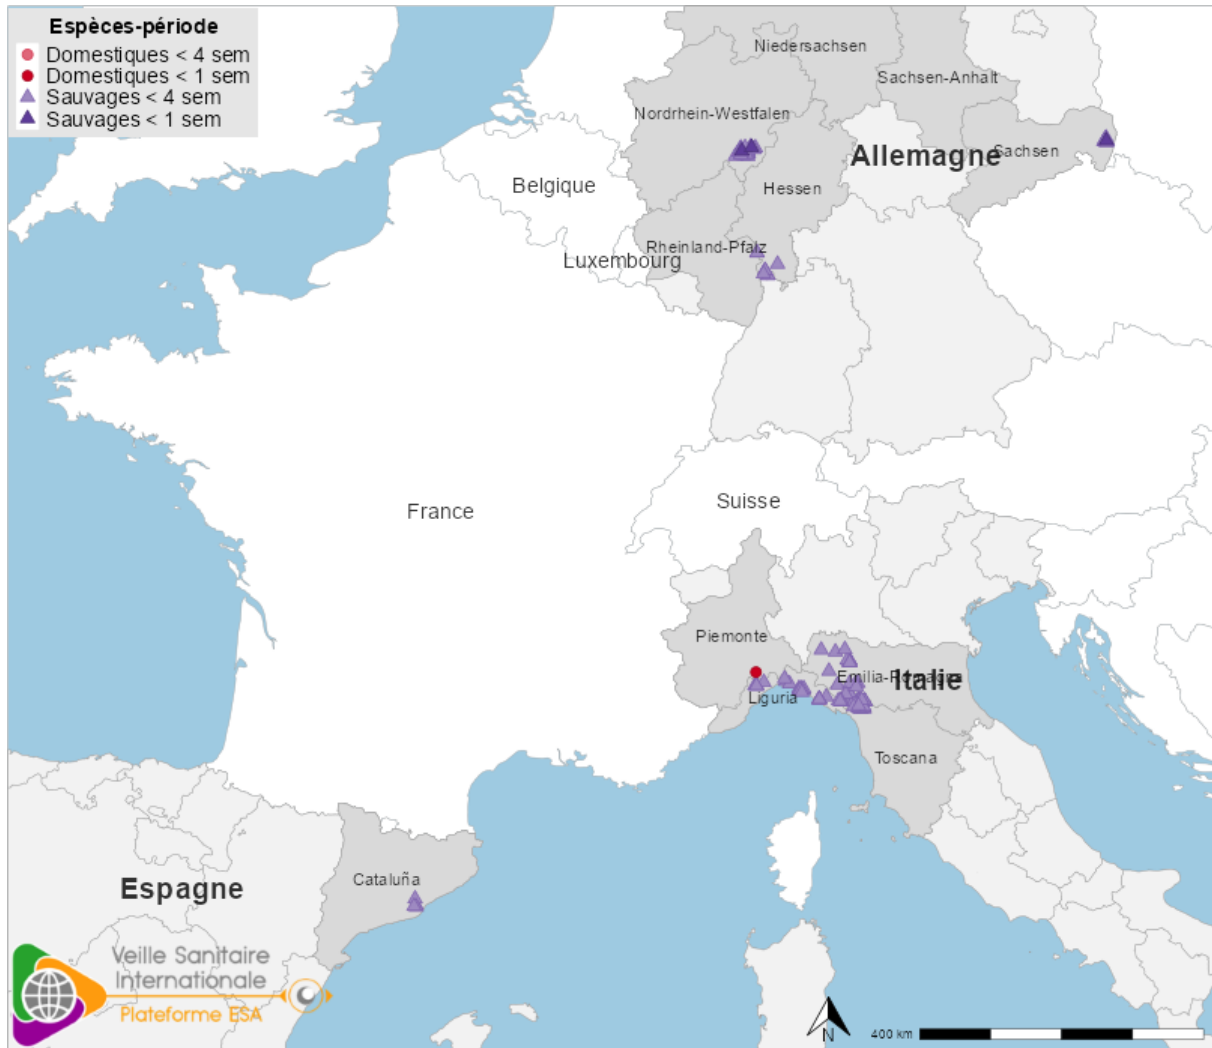 Espèces-période
Domestiques < 4 sem
Domestiques < 1 sem
Sauvages < 4 sem
Sauvages < 1 sem
Niedersachsen
Sachsen-Anhalt
Nordrhein-Westfalen
Allemagne
Sachsen
Belgique
Hessen
Rheinland-Pfalz
Luxembourg
Suisse
France
Piemonte
Emilia-Romagna
Italie
Liguria
Toscana
Cataluña
Espagne
Veille Sanitaire
Internationale
Plateforme ESA
N
400 km